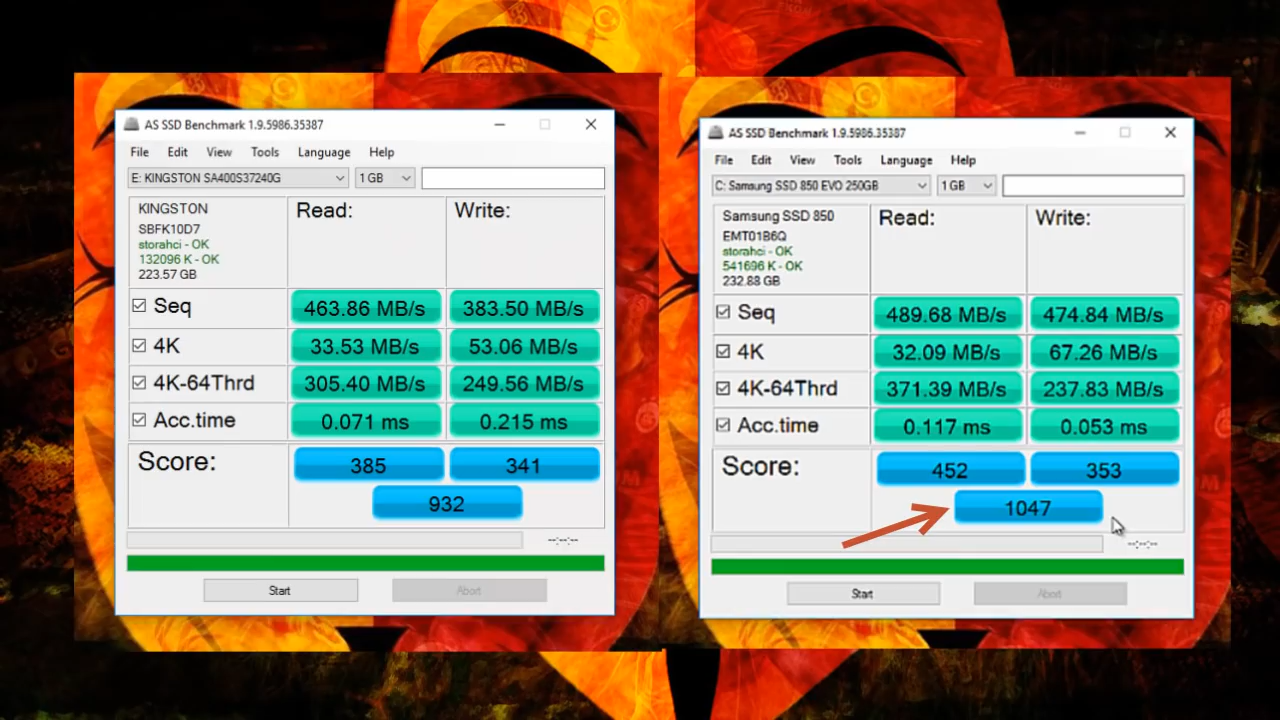 AS SSD Benchmark 1.9.5986.35387
File Edit View Tools Language Help
E: KINGSTON SA400S37240G 1 GB
KINGSTON
SBFK10D7
storahci - OK
132096 K - OK
223.57 GB
Read: Write:
Seq 463.86 MB/s 383.50 MB/s
4K 33.53 MB/s 53.06 MB/s
4K-64Thrd 305.40 MB/s 249.56 MB/s
Acc.time 0.071 ms 0.215 ms
Score: 385 341
932
--:--:--
Start Abort
AS SSD Benchmark 1.9.5986.35387
File Edit View Tools Language Help
C: Samsung SSD 850 EVO 250GB 1 GB
Samsung SSD 850
EMT01B6Q
storahci - OK
541696 K - OK
232.88 GB
Read: Write:
Seq 489.68 MB/s 474.84 MB/s
4K 32.09 MB/s 67.26 MB/s
4K-64Thrd 371.39 MB/s 237.83 MB/s
Acc.time 0.117 ms 0.053 ms
Score: 452 353
1047
--:--:--
Start Abort